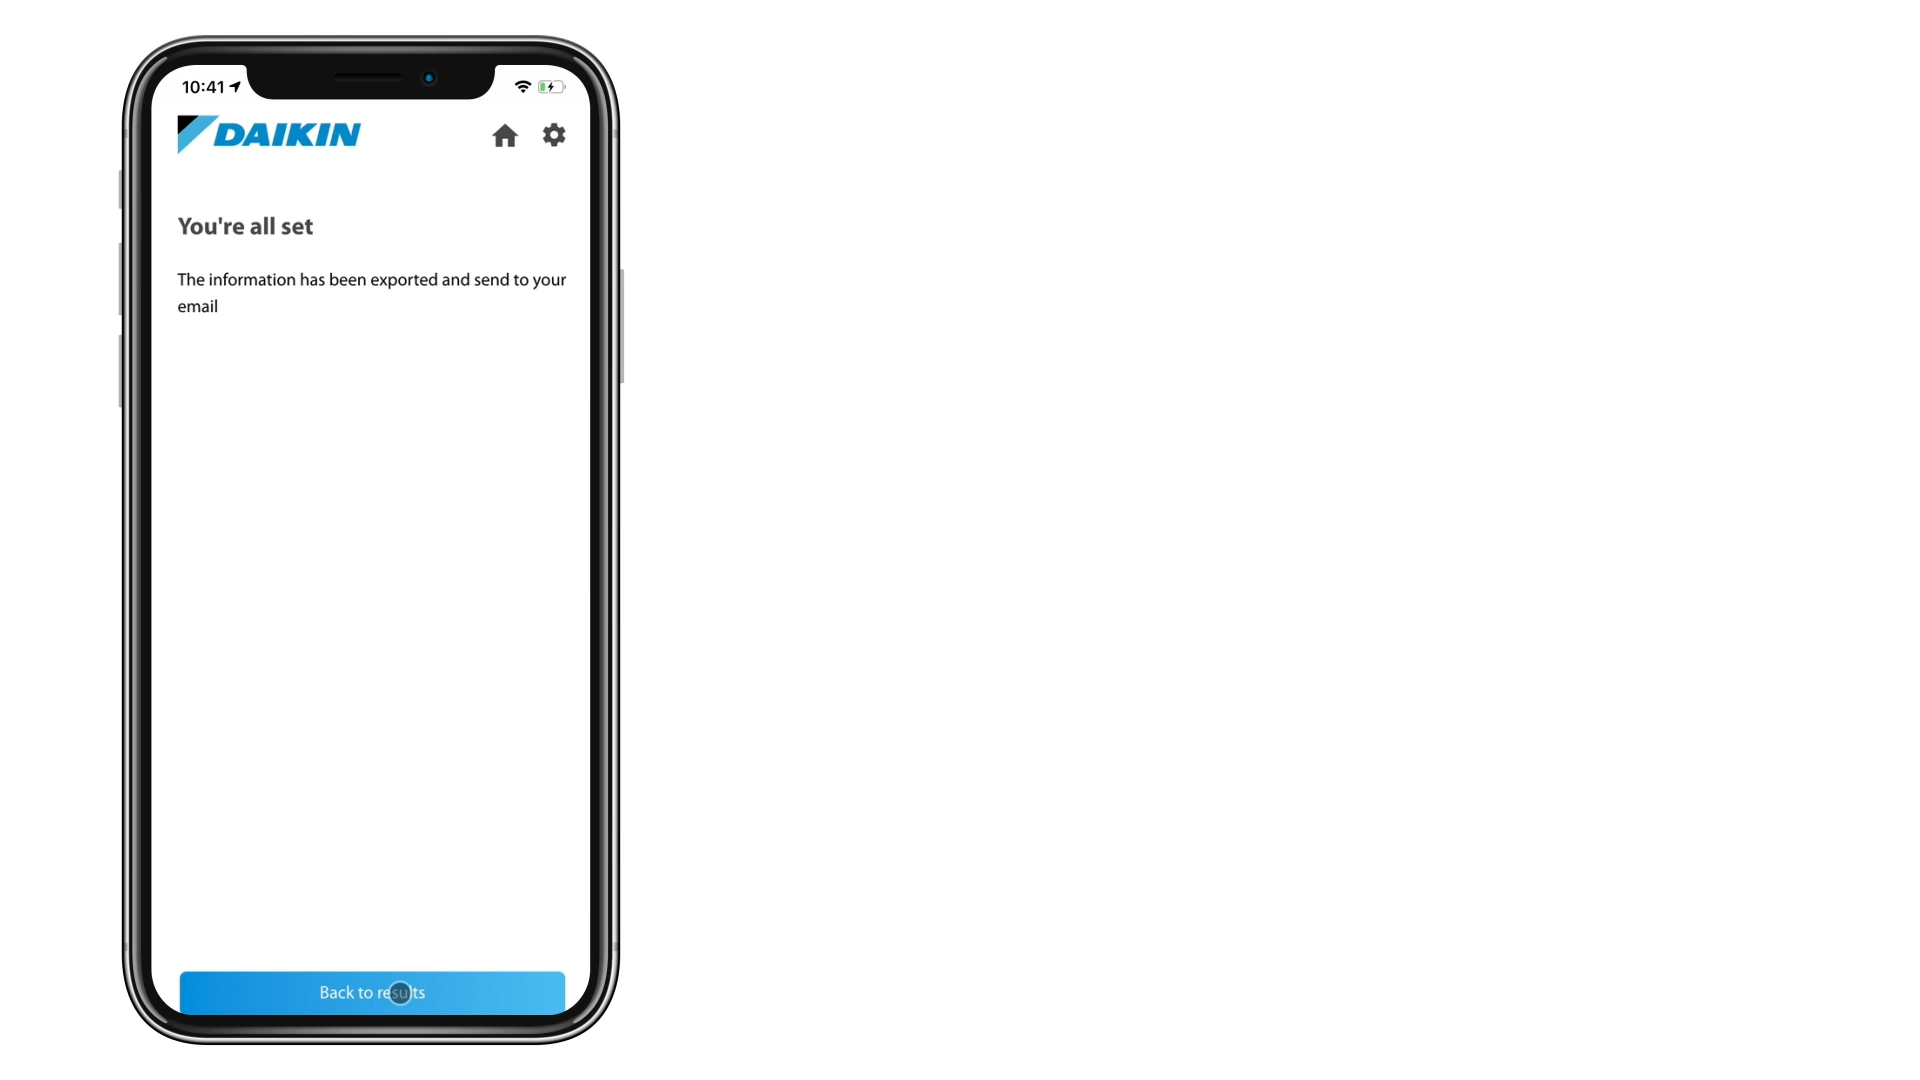 10:41
DAIKIN
You're all set
The information has been exported and send to your
email
Back to results